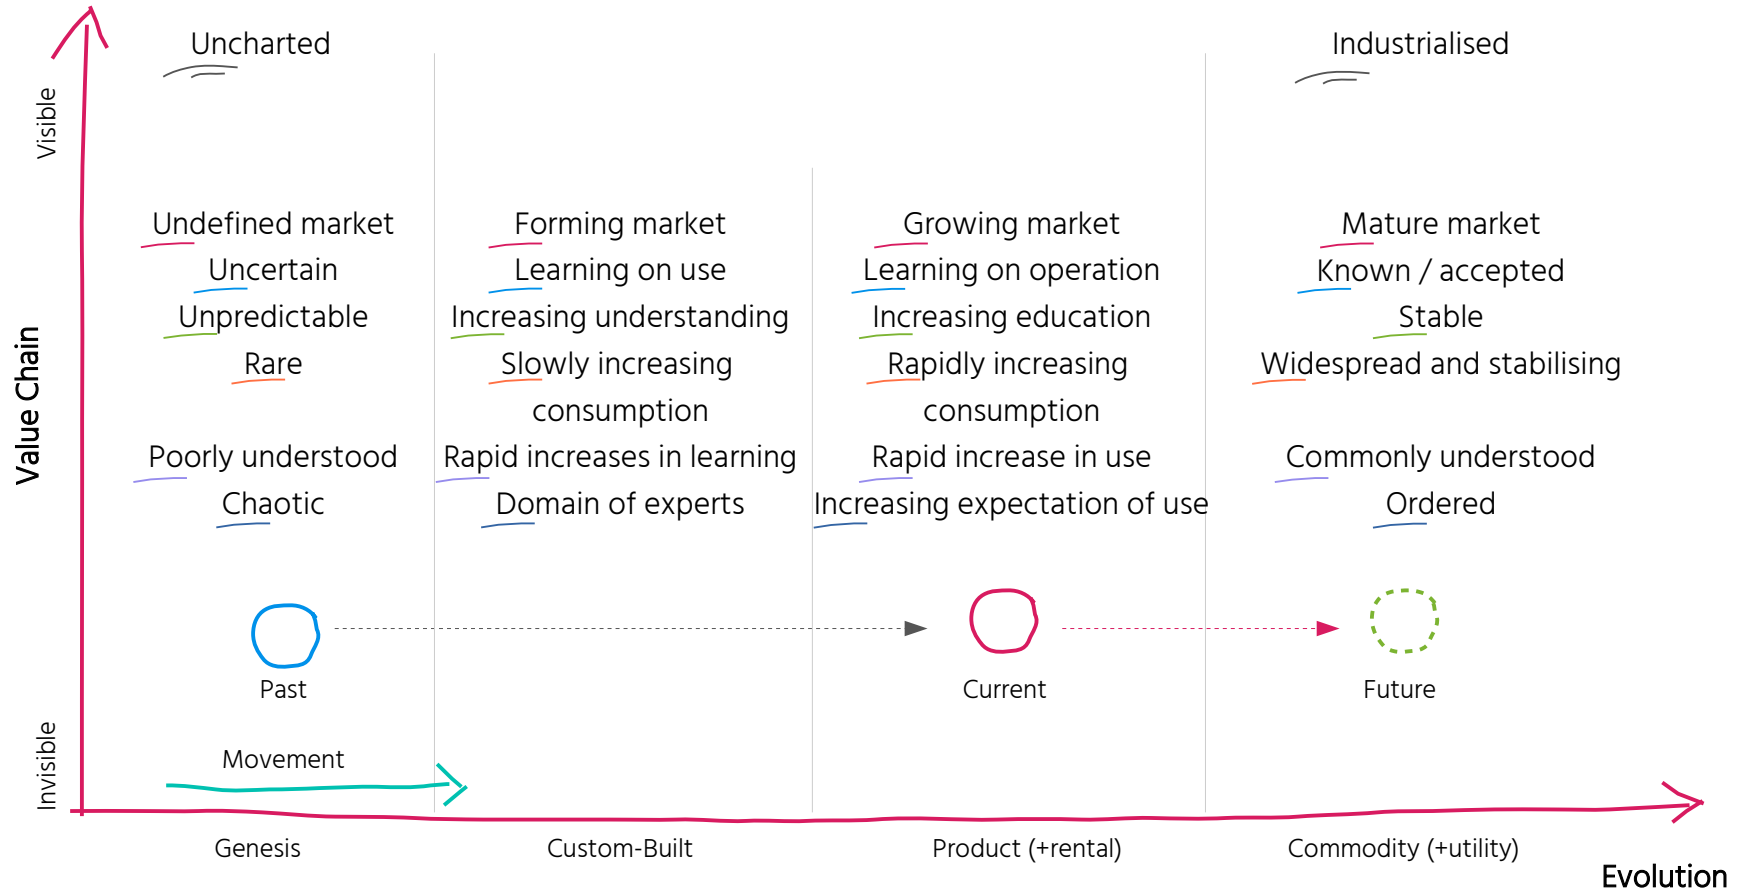 Uncharted
Industrialised
Visible
Value Chain
Invisible
Undefined market
Uncertain
Unpredictable
Rare
Poorly understood
Chaotic
Forming market
Learning on use
Increasing understanding
Slowly increasing
consumption
Rapid increases in learning
Domain of experts
Growing market
Learning on operation
Increasing education
Rapidly increasing
consumption
Rapid increase in use
Increasing expectation of use
Mature market
Known / accepted
Stable
Widespread and stabilising
Commonly understood
Ordered
Past
Current
Future
Movement
Genesis
Custom-Built
Product (+rental)
Commodity (+utility)
Evolution